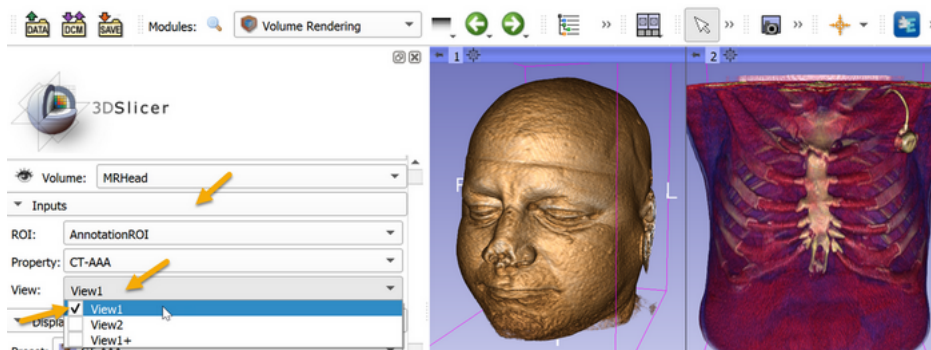 DATA DCM SAVE Modules: Volume Rendering » » » »
1 2
3DSlicer
Volume: MRHead
Inputs
ROI: AnnotationROI
Property: CT-AAA
View: View1
View1
View2
View1+
L